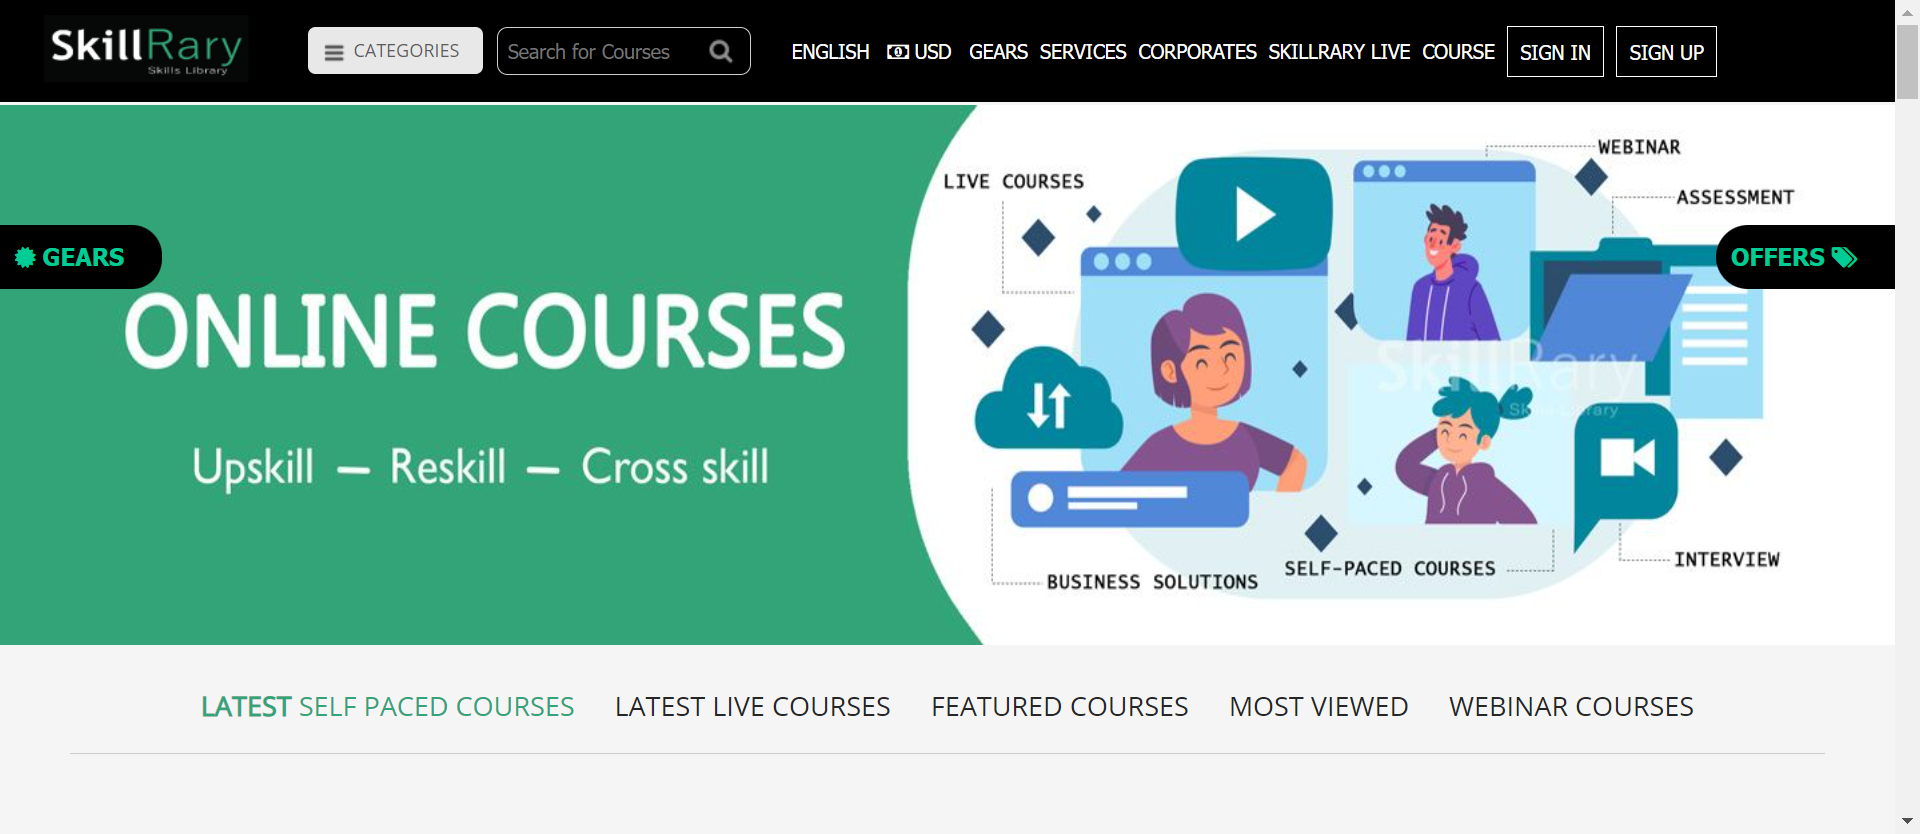 SkillRary
Skills Library
CATEGORIES
Search for Courses
ENGLISH
USD
GEARS
SERVICES
CORPORATES
SKILLRARY LIVE
COURSE
SIGN IN
SIGN UP
GEARS
OFFERS
ONLINE COURSES
Upskill — Reskill — Cross skill
LIVE COURSES
WEBINAR
ASSESSMENT
SkillRary
Skills Library
BUSINESS SOLUTIONS
SELF-PACED COURSES
INTERVIEW
LATEST SELF PACED COURSES
LATEST LIVE COURSES
FEATURED COURSES
MOST VIEWED
WEBINAR COURSES